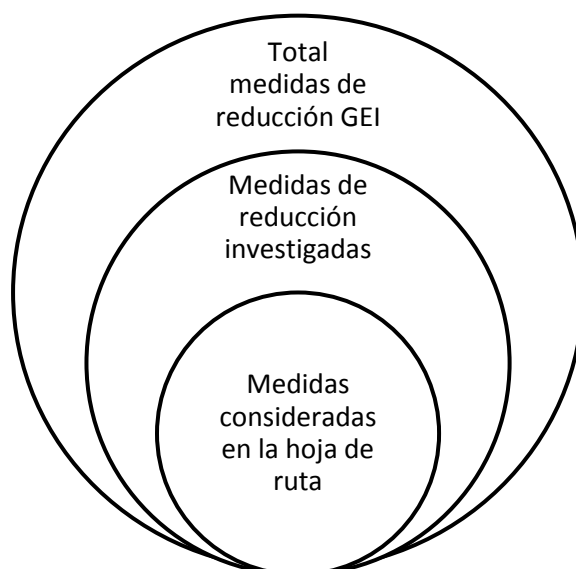 Total
medidas de
reducción GEI
Medidas de
reducción
investigadas
Medidas
consideradas
en la hoja de
ruta